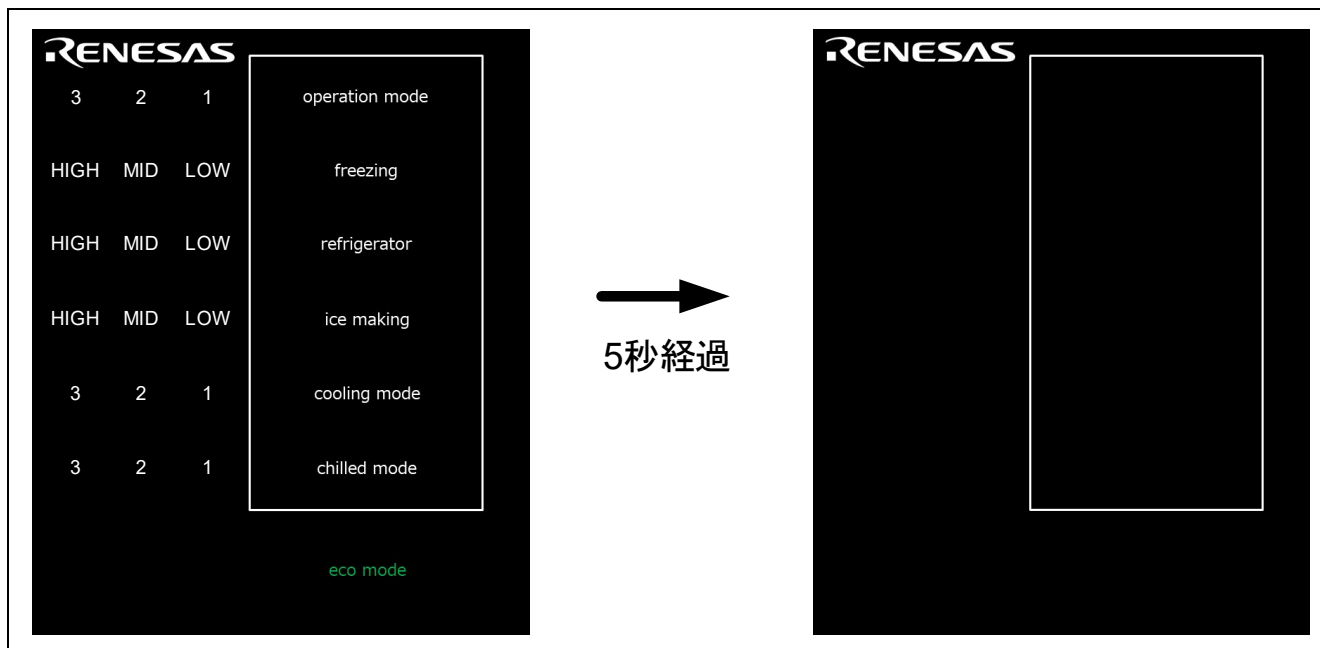 RENESAS
3 2 1 operation mode
HIGH MID LOW freezing
HIGH MID LOW refrigerator
HIGH MID LOW ice making
3 2 1 cooling mode
3 2 1 chilled mode
eco mode
5秒経過
RENESAS